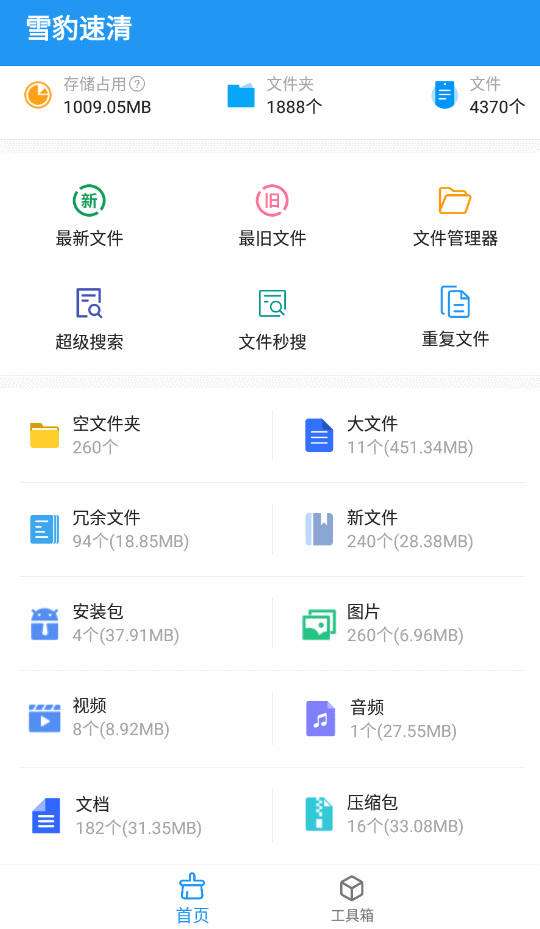 雪豹速清
存储占用?
1009.05MB
文件夹
1888个
文件
4370个
新
最新文件
旧
最旧文件
文件管理器
超级搜索
文件秒搜
重复文件
空文件夹
260个
大文件
11个(451.34MB)
冗余文件
94个(18.85MB)
新文件
240个(28.38MB)
安装包
4个(37.91MB)
图片
260个(6.96MB)
视频
8个(8.92MB)
音频
1个(27.55MB)
文档
182个(31.35MB)
压缩包
16个(33.08MB)
首页
工具箱